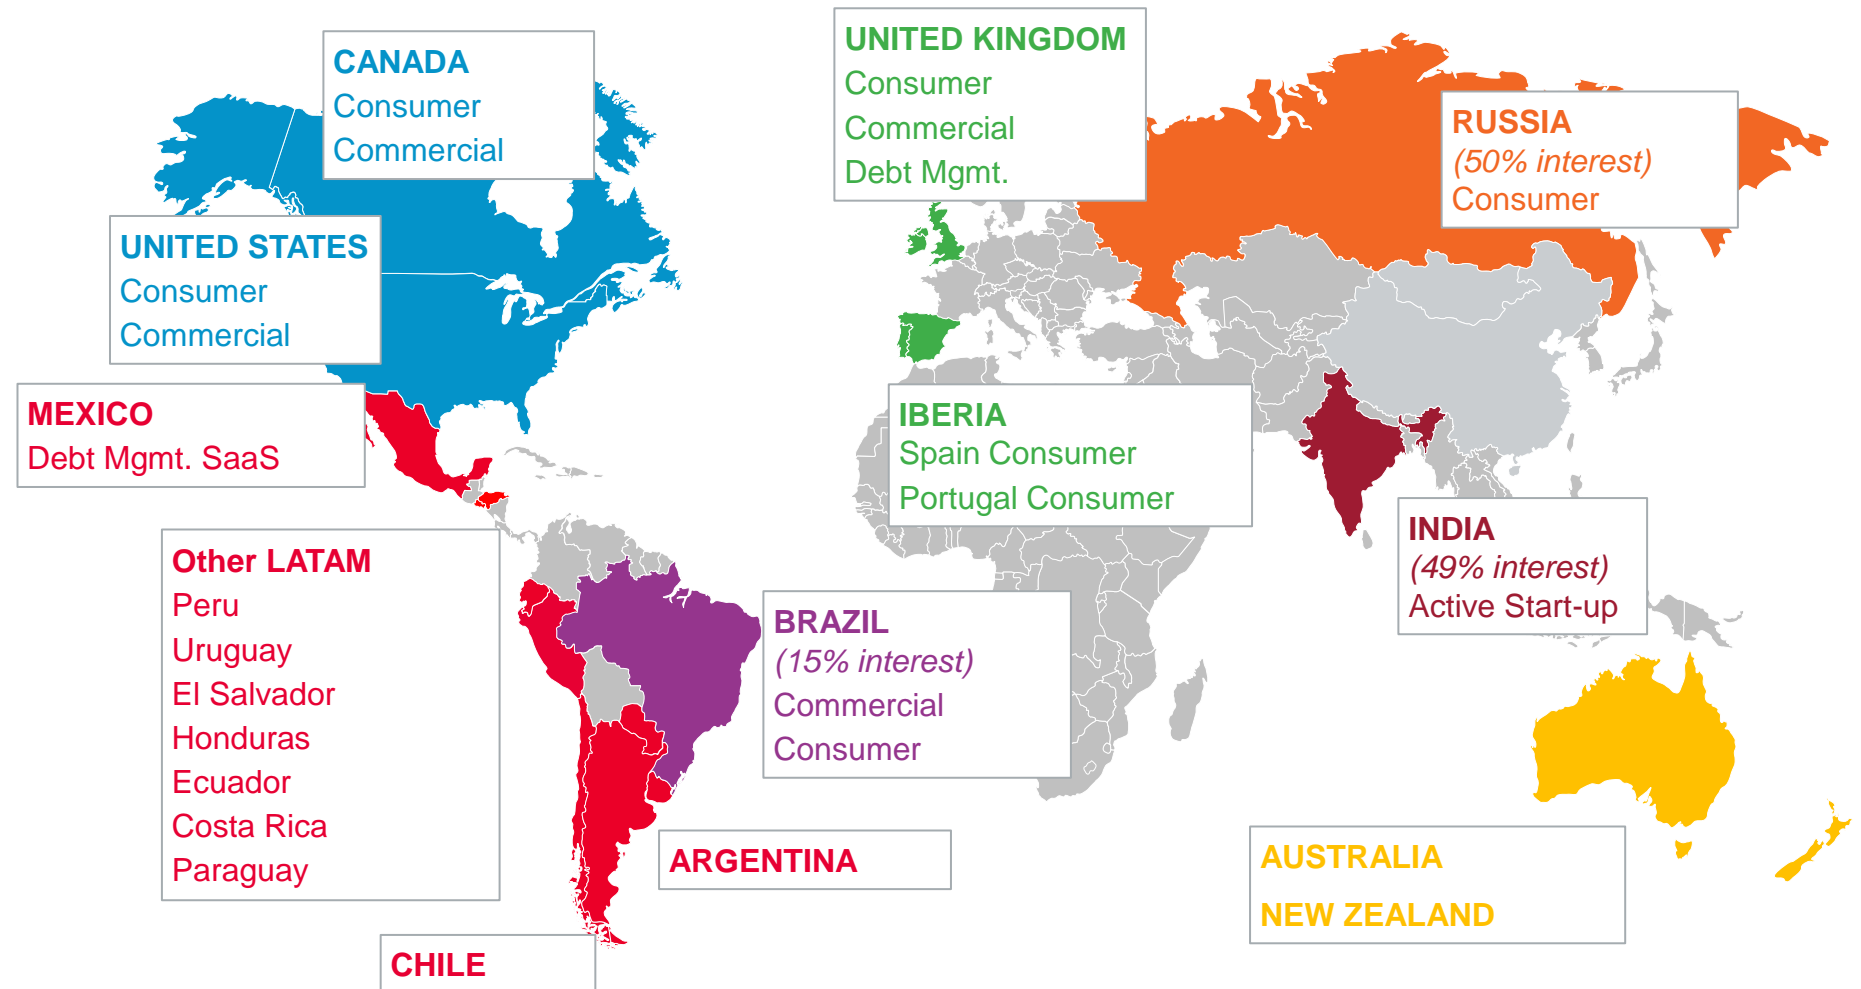 CANADA
Consumer
Commercial
UNITED STATES
Consumer
Commercial
MEXICO
Debt Mgmt. SaaS
Other LATAM
Peru
Uruguay
El Salvador
Honduras
Ecuador
Costa Rica
Paraguay
CHILE
ARGENTINA
BRAZIL
(15% interest)
Commercial
Consumer
UNITED KINGDOM
Consumer
Commercial
Debt Mgmt.
IBERIA
Spain Consumer
Portugal Consumer
RUSSIA
(50% interest)
Consumer
INDIA
(49% interest)
Active Start-up
AUSTRALIA
NEW ZEALAND